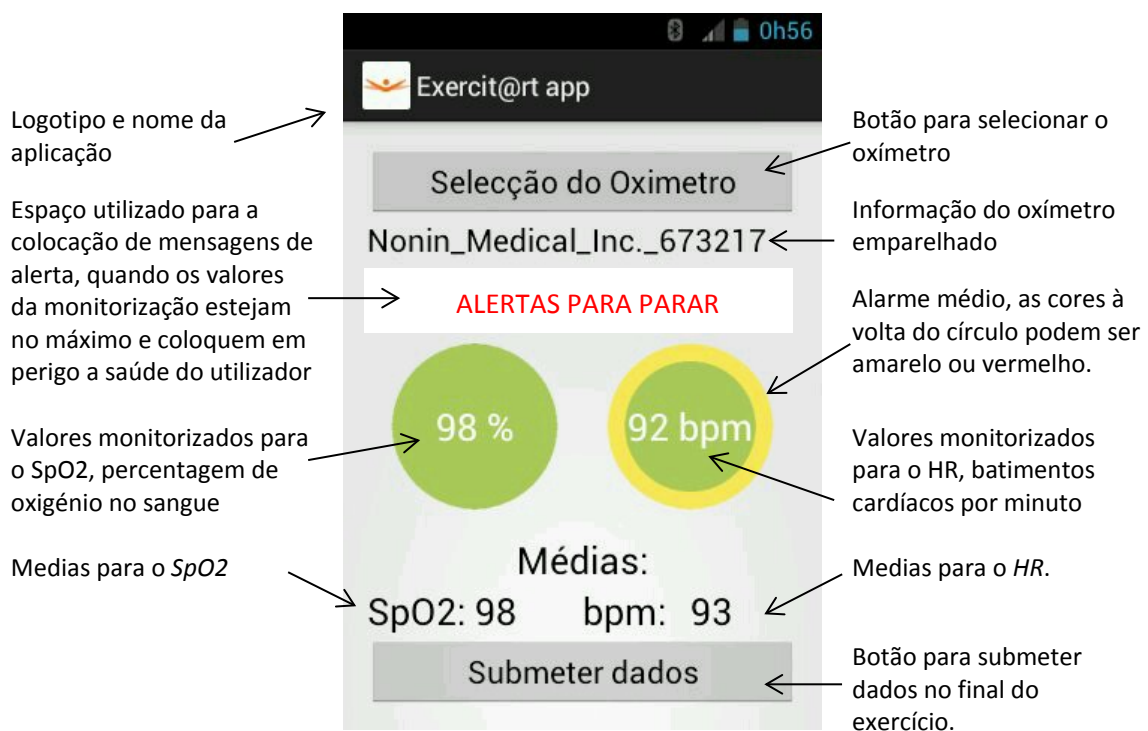 0h56
Exercit@rt app
Logotipo e nome da
aplicação
Botão para selecionar o
oxímetro
Selecção do Oximetro
Espaço utilizado para a
colocação de mensagens de
alerta, quando os valores
da monitorização estejam
no máximo e coloquem em
perigo a saúde do utilizador
Informação do oxímetro
emparelhado
Nonin_Medical_Inc._673217
ALERTAS PARA PARAR
Alarme médio, as cores à
volta do círculo podem ser
amarelo ou vermelho.
98 %
92 bpm
Valores monitorizados para
o SpO2, percentagem de
oxigénio no sangue
Valores monitorizados
para o HR, batimentos
cardíacos por minuto
Médias:
Medias para o SpO2
Medias para o HR.
SpO2: 98 bpm: 93
Submeter dados
Botão para submeter
dados no final do
exercício.